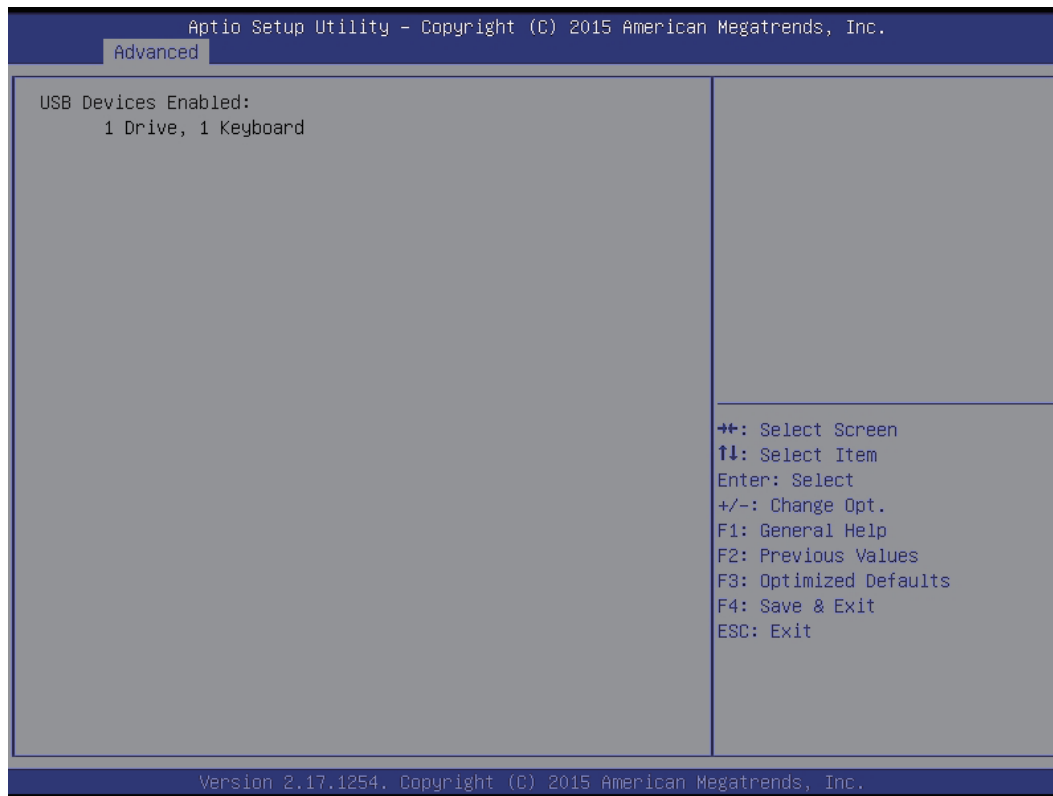 Aptio Setup Utility – Copyright (C) 2015 American Megatrends, Inc.
Advanced
USB Devices Enabled:
1 Drive, 1 Keyboard
→←: Select Screen
↑↓: Select Item
Enter: Select
+/-: Change Opt.
F1: General Help
F2: Previous Values
F3: Optimized Defaults
F4: Save & Exit
ESC: Exit
Version 2.17.1254. Copyright (C) 2015 American Megatrends, Inc.